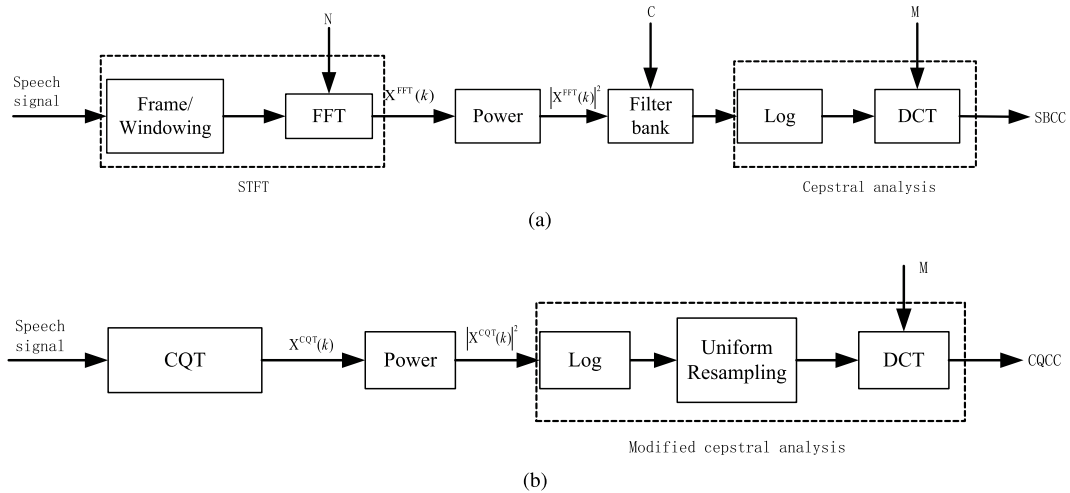 N
C
M
Speech
signal
Frame/
Windowing
FFT
X^FFT(k)
Power
|X^FFT(k)|^2
Filter
bank
Log
DCT
SBCC
STFT
Cepstral analysis
(a)
M
Speech
signal
CQT
X^CQT(k)
Power
|X^CQT(k)|^2
Log
Uniform
Resampling
DCT
CQCC
Modified cepstral analysis
(b)